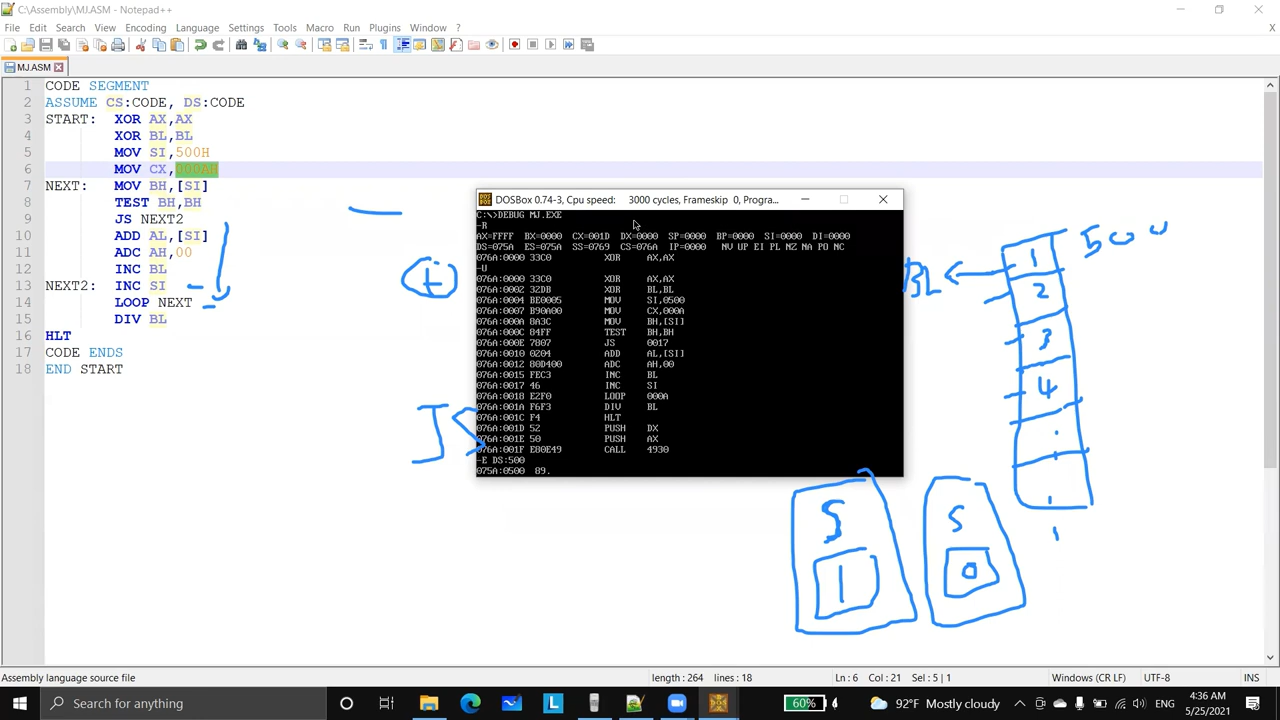 C:\Assembly\MJ.ASM - Notepad++
File Edit Search View Encoding Language Settings Tools Macro Run Plugins Window ? X
MJ.ASM
1 CODE SEGMENT
2 ASSUME CS:CODE, DS:CODE
3 START: XOR AX,AX
4 XOR BL,BL
5 MOV SI,500H
6 MOV CX,000AH
7 NEXT: MOV BH,[SI]
8 TEST BH,BH
9 JS NEXT2
10 ADD AL,[SI]
11 ADC AH,00
12 INC BL
13 NEXT2: INC SI
14 LOOP NEXT
15 DIV BL
16 HLT
17 CODE ENDS
18 END START
DOSBox 0.74-3, Cpu speed: 3000 cycles, Frameskip 0, Progra...
C:\>DEBUG MJ.EXE
-R
AX=FFFF BX=0000 CX=001D DX=0000 SP=0000 BP=0000 SI=0000 DI=0000
DS=075A ES=075A SS=0769 CS=076A IP=0000 NV UP EI PL NZ NA PO NC
076A:0000 33C0 XOR AX,AX
-U
076A:0000 33C0 XOR AX,AX
076A:0002 32DB XOR BL,BL
076A:0004 BE0005 MOV SI,0500
076A:0007 B90A00 MOV CX,000A
076A:000A 8A3C MOV BH,[SI]
076A:000C 84FF TEST BH,BH
076A:000E 7807 JS 0017
076A:0010 0204 ADD AL,[SI]
076A:0012 80D400 ADC AH,00
076A:0015 FEC3 INC BL
076A:0017 46 INC SI
076A:0018 E2F0 LOOP 000A
076A:001A F6F3 DIV BL
076A:001C F4 HLT
076A:001D 52 PUSH DX
076A:001E 50 PUSH AX
076A:001F E80E49 CALL 4930
-E DS:500
075A:0500 89.
500
BL
1
2
3
4
+
JS
S S
1 0
Assembly language source file length : 264 lines : 18 Ln : 6 Col : 21 Sel : 5 | 1 Windows (CR LF) UTF-8 INS
Type here to search
60% 92°F Mostly cloudy ENG 4:36 AM
5/25/2021